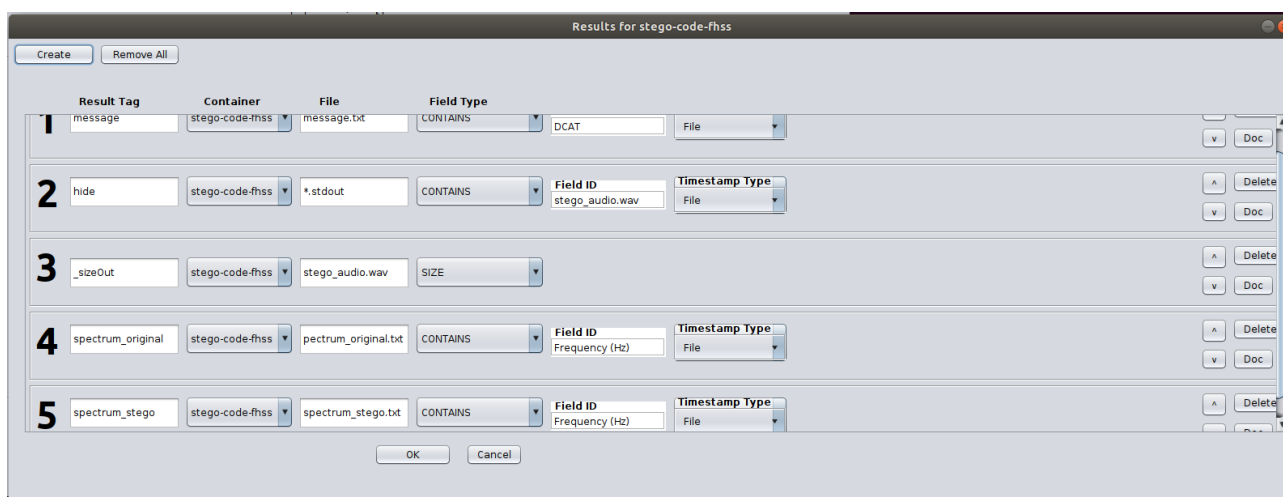 Results for stego-code-fhss
Create Remove All
Result Tag Container File Field Type
1 message stego-code-fhss message.txt CONTAINS DCAT File v Doc
2 hide stego-code-fhss *.stdout CONTAINS Field ID stego_audio.wav Timestamp Type File ^ Delete v Doc
3 _sizeOut stego-code-fhss stego_audio.wav SIZE ^ Delete v Doc
4 spectrum_original stego-code-fhss pectrum_original.txt CONTAINS Field ID Frequency (Hz) Timestamp Type File ^ Delete v Doc
5 spectrum_stego stego-code-fhss spectrum_stego.txt CONTAINS Field ID Frequency (Hz) Timestamp Type File ^ Delete
OK Cancel